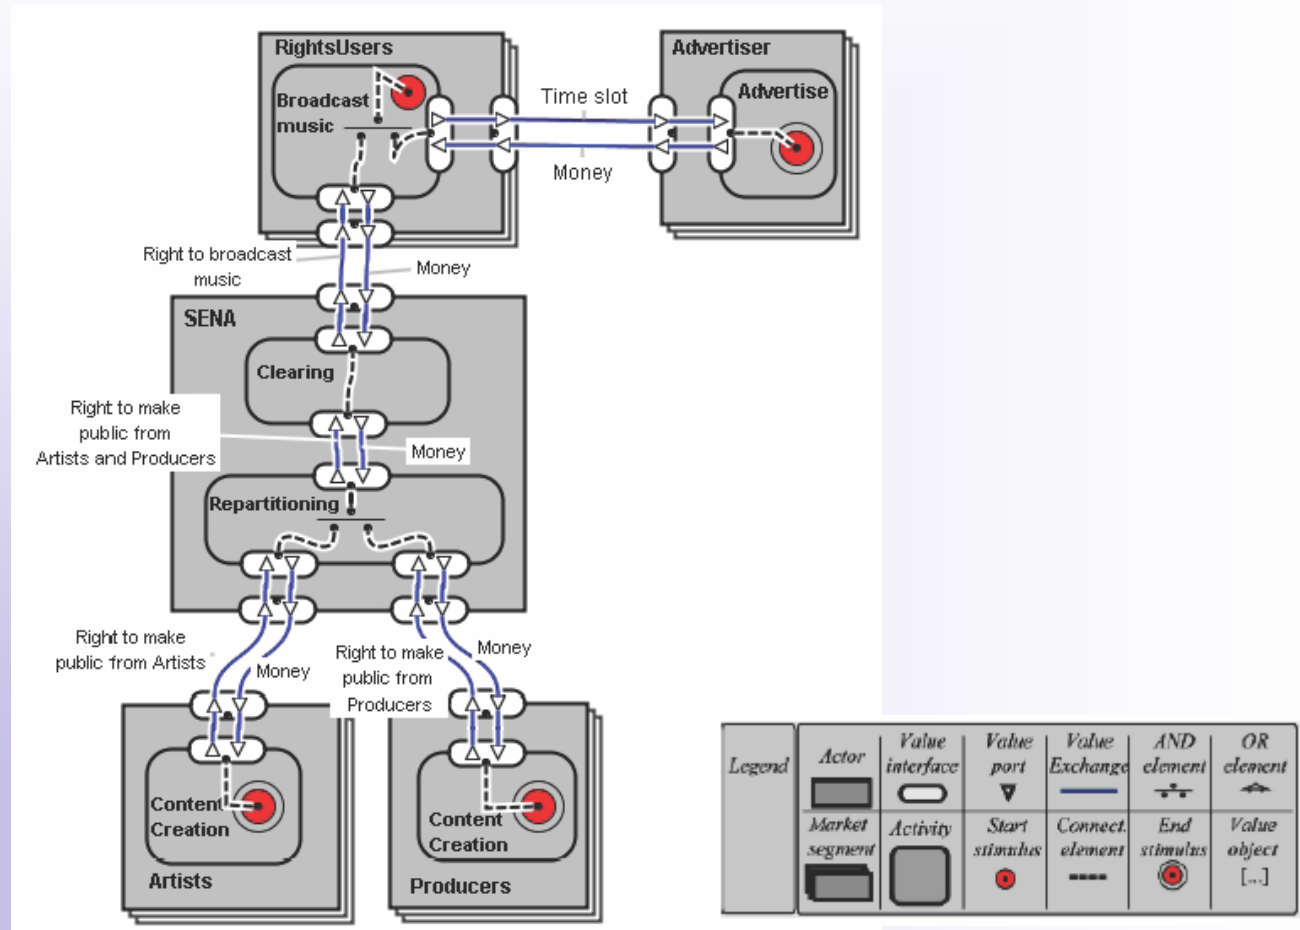 RightsUsers
Broadcast
music
Time slot
Money
Advertiser
Advertise
Right to broadcast
music
Money
SENA
Clearing
Right to make
public from
Artists and Producers
Money
Repartitioning
Right to make
public from Artists
Money
Right to make
public from
Producers
Money
Content
Creation
Artists
Content
Creation
Producers
Legend
Actor
Value
interface
Value
port
Value
Exchange
AND
element
OR
element
Market
segment
Activity
Start
stimulus
Connect.
element
End
stimulus
Value
object
[...]